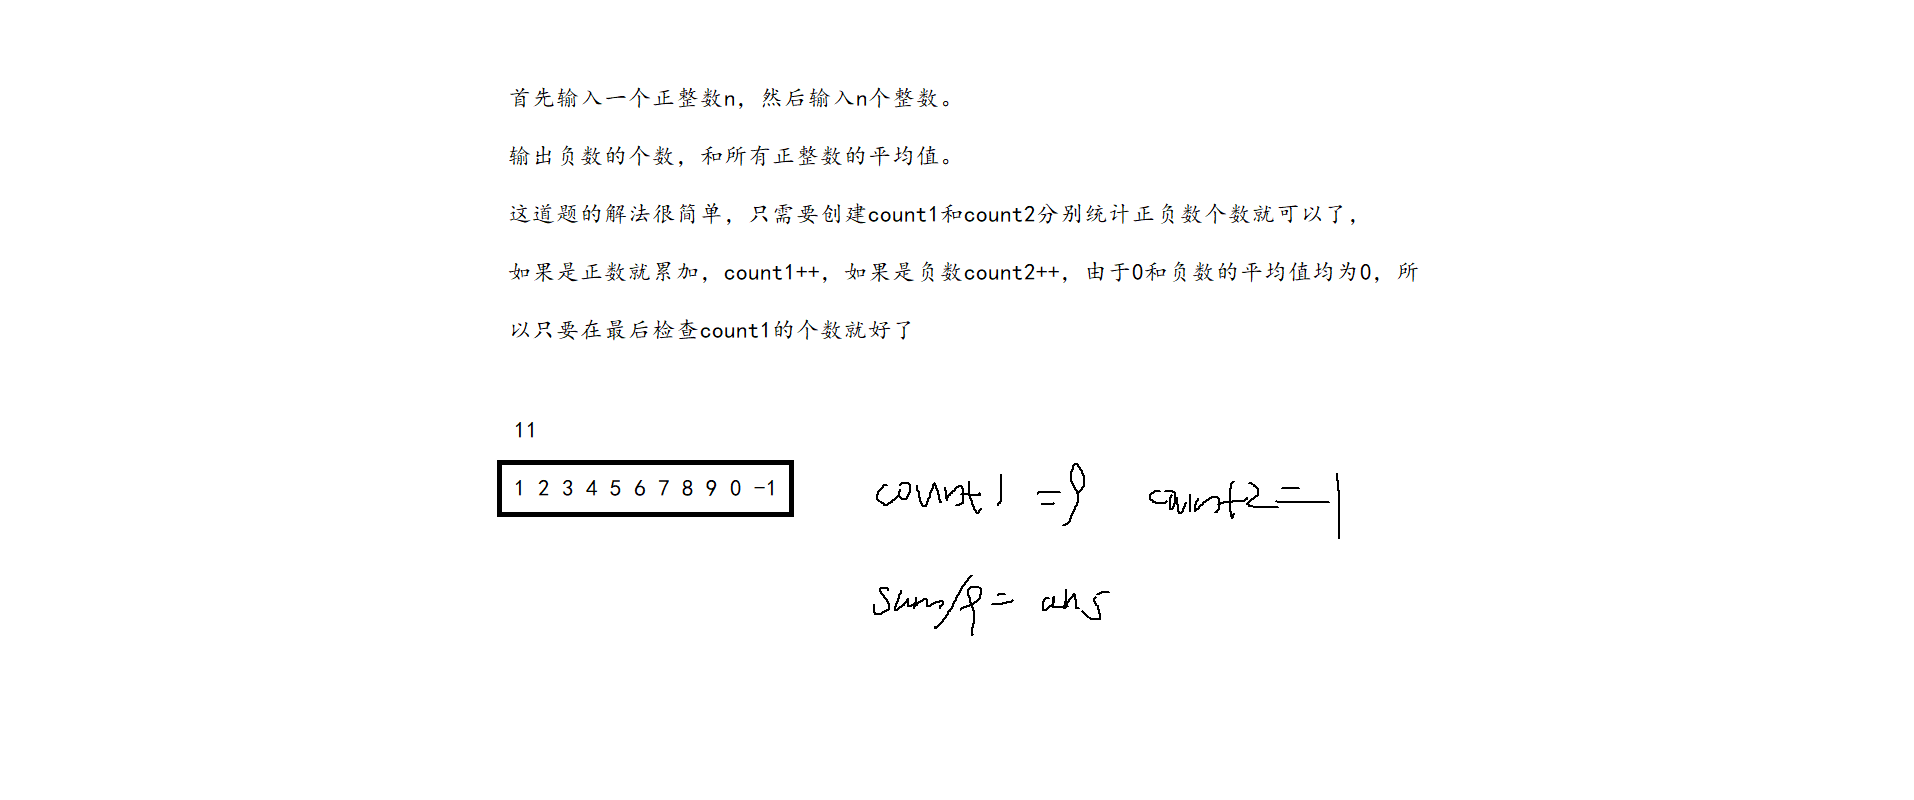 首先输入一个正整数n，然后输入n个整数。
输出负数的个数，和所有正整数的平均值。
这道题的解法很简单，只需要创建count1和count2分别统计正负数个数就可以了，
如果是正数就累加，count1++，如果是负数count2++，由于0和负数的平均值均为0，所
以只要在最后检查count1的个数就好了
11
1 2 3 4 5 6 7 8 9 0 -1
count1 =9 count2=1
sum/9= ans